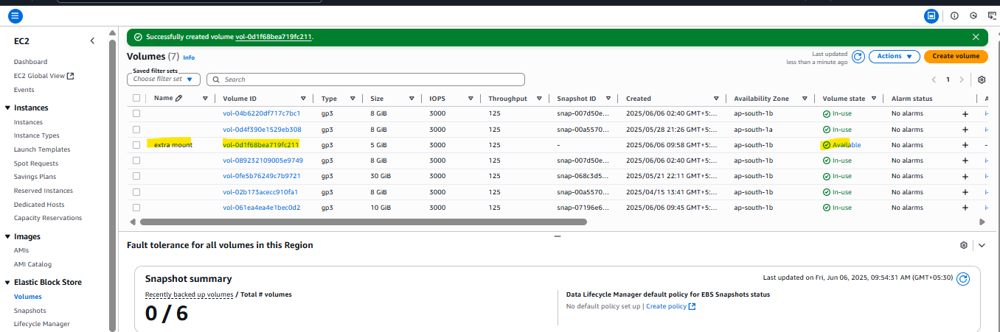 Successfully created volume vol-0d1f68bea719fc211.
EC2
Dashboard
EC2 Global View
Events
Instances
Instances
Instance Types
Launch Templates
Spot Requests
Savings Plans
Reserved Instances
Dedicated Hosts
Capacity Reservations
Images
AMIs
AMI Catalog
Elastic Block Store
Volumes
Snapshots
Lifecycle Manager
Volumes (7) Info
Last updated
less than a minute ago
Actions
Create volume
Saved filter sets
Choose filter set
Search
1
Name Volume ID Type Size IOPS Throughput Snapshot ID Created Availability Zone Volume state Alarm status A
vol-04b6220df717c7bc1 gp3 8 GiB 3000 125 snap-007d50e... 2025/06/06 02:40 GMT+5:... ap-south-1b In-use No alarms + i-
vol-0d4f390e1529eb308 gp3 8 GiB 3000 125 snap-00a5570... 2025/05/28 21:26 GMT+5:... ap-south-1a In-use No alarms + i-
extra mount vol-0d1f68bea719fc211 gp3 5 GiB 3000 125 - 2025/06/06 09:58 GMT+5:... ap-south-1b Available No alarms + -
vol-089232109005e9749 gp3 8 GiB 3000 125 snap-007d50e... 2025/06/06 02:40 GMT+5:... ap-south-1b In-use No alarms + i-
vol-0fe5b76249c7b9721 gp3 30 GiB 3000 125 snap-068c3d5... 2025/05/21 22:11 GMT+5:... ap-south-1b In-use No alarms + i-
vol-02b173acecc910fa1 gp3 8 GiB 3000 125 snap-00a5570... 2025/04/15 13:41 GMT+5:... ap-south-1b In-use No alarms + i-
vol-061ea4ea4e1bec0d2 gp3 10 GiB 3000 125 snap-07196e6... 2025/06/06 09:45 GMT+5:... ap-south-1b In-use No alarms + i-
Fault tolerance for all volumes in this Region
Snapshot summary
Last updated on Fri, Jun 06, 2025, 09:54:31 AM (GMT+05:30)
Recently backed up volumes / Total # volumes
0 / 6
Data Lifecycle Manager default policy for EBS Snapshots status
No default policy set up | Create policy